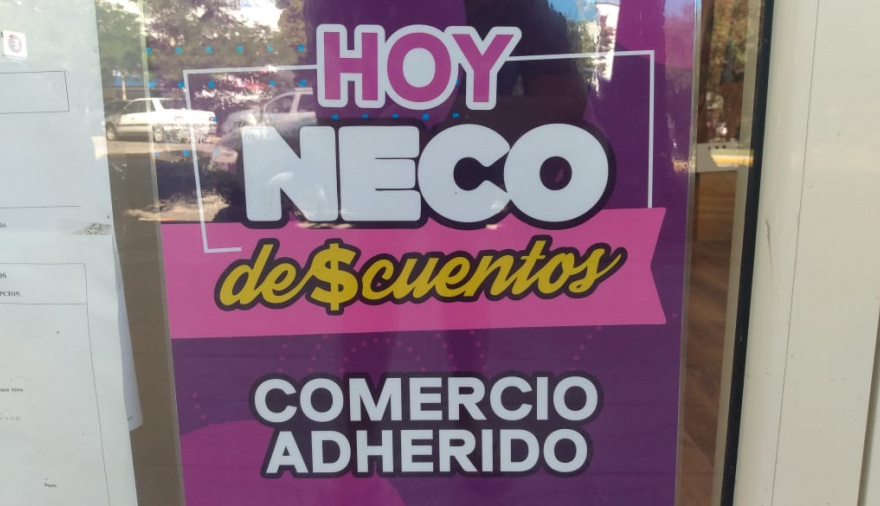 HOY
NECO
de$cuentos
COMERCIO
ADHERIDO